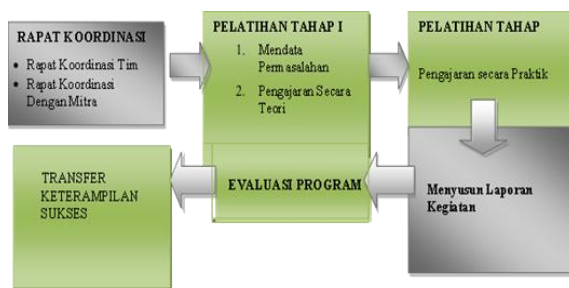 RAPAT KOORDINASI
• Rapat Koordinasi Tim
• Rapat Koordinasi
Dengan Mitra
PELATIHAN TAHAP I
1. Mendata
Permasalahan
2. Pengajaran Secara
Teori
PELATIHAN TAHAP
Pengajaran secara Praktik
Menyusun Laporan
Kegiatan
EVALUASI PROGRAM
TRANSFER
KETERAMPILAN
SUKSES